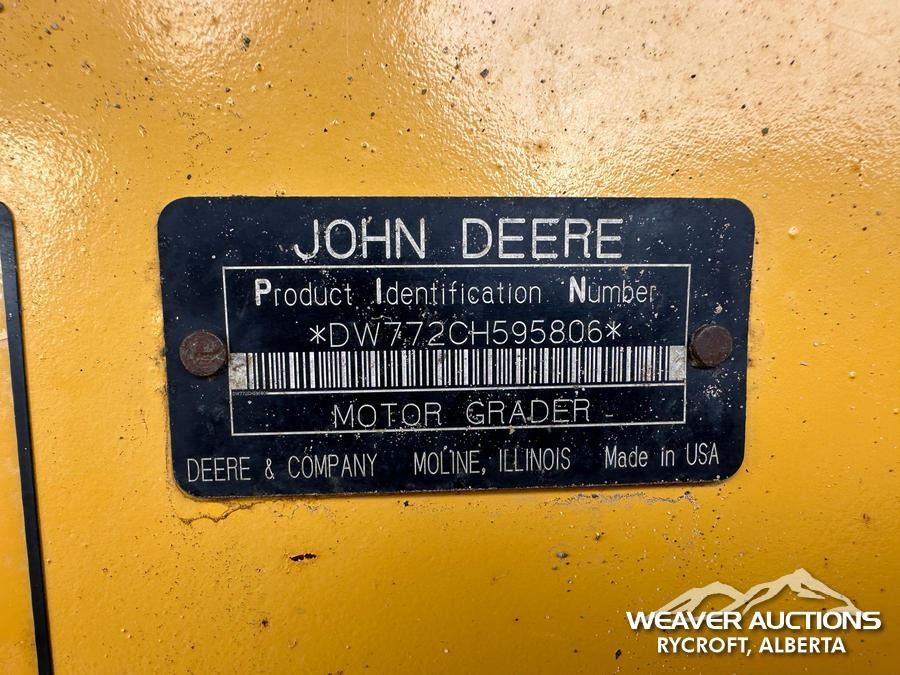 JOHN DEERE
Product Identification Number
*DW772CH595806*
MOTOR GRADER
DEERE & COMPANY MOLINE, ILLINOIS Made in USA
WEAVER AUCTIONS
RYCROFT, ALBERTA